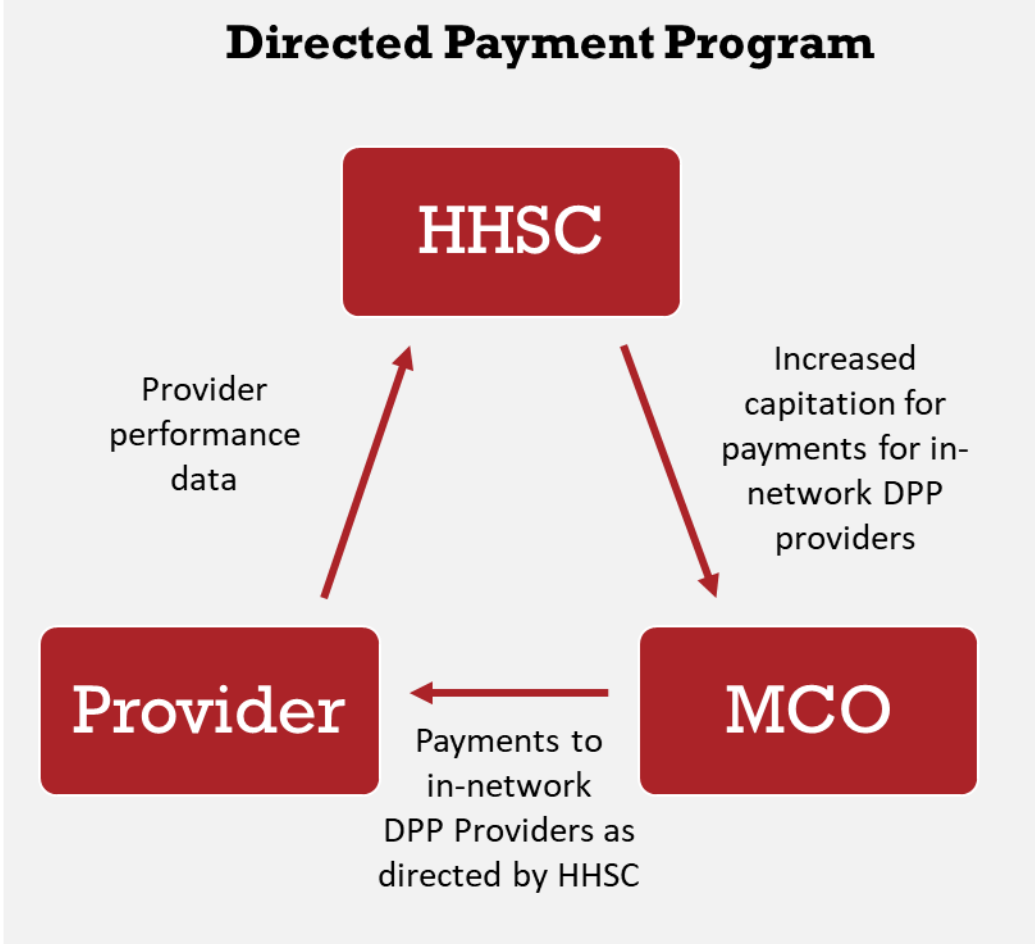 Directed Payment Program
HHSC
Provider
performance
data
Increased
capitation for
payments for in-
network DPP
providers
Provider
MCO
Payments to
in-network
DPP Providers as
directed by HHSC